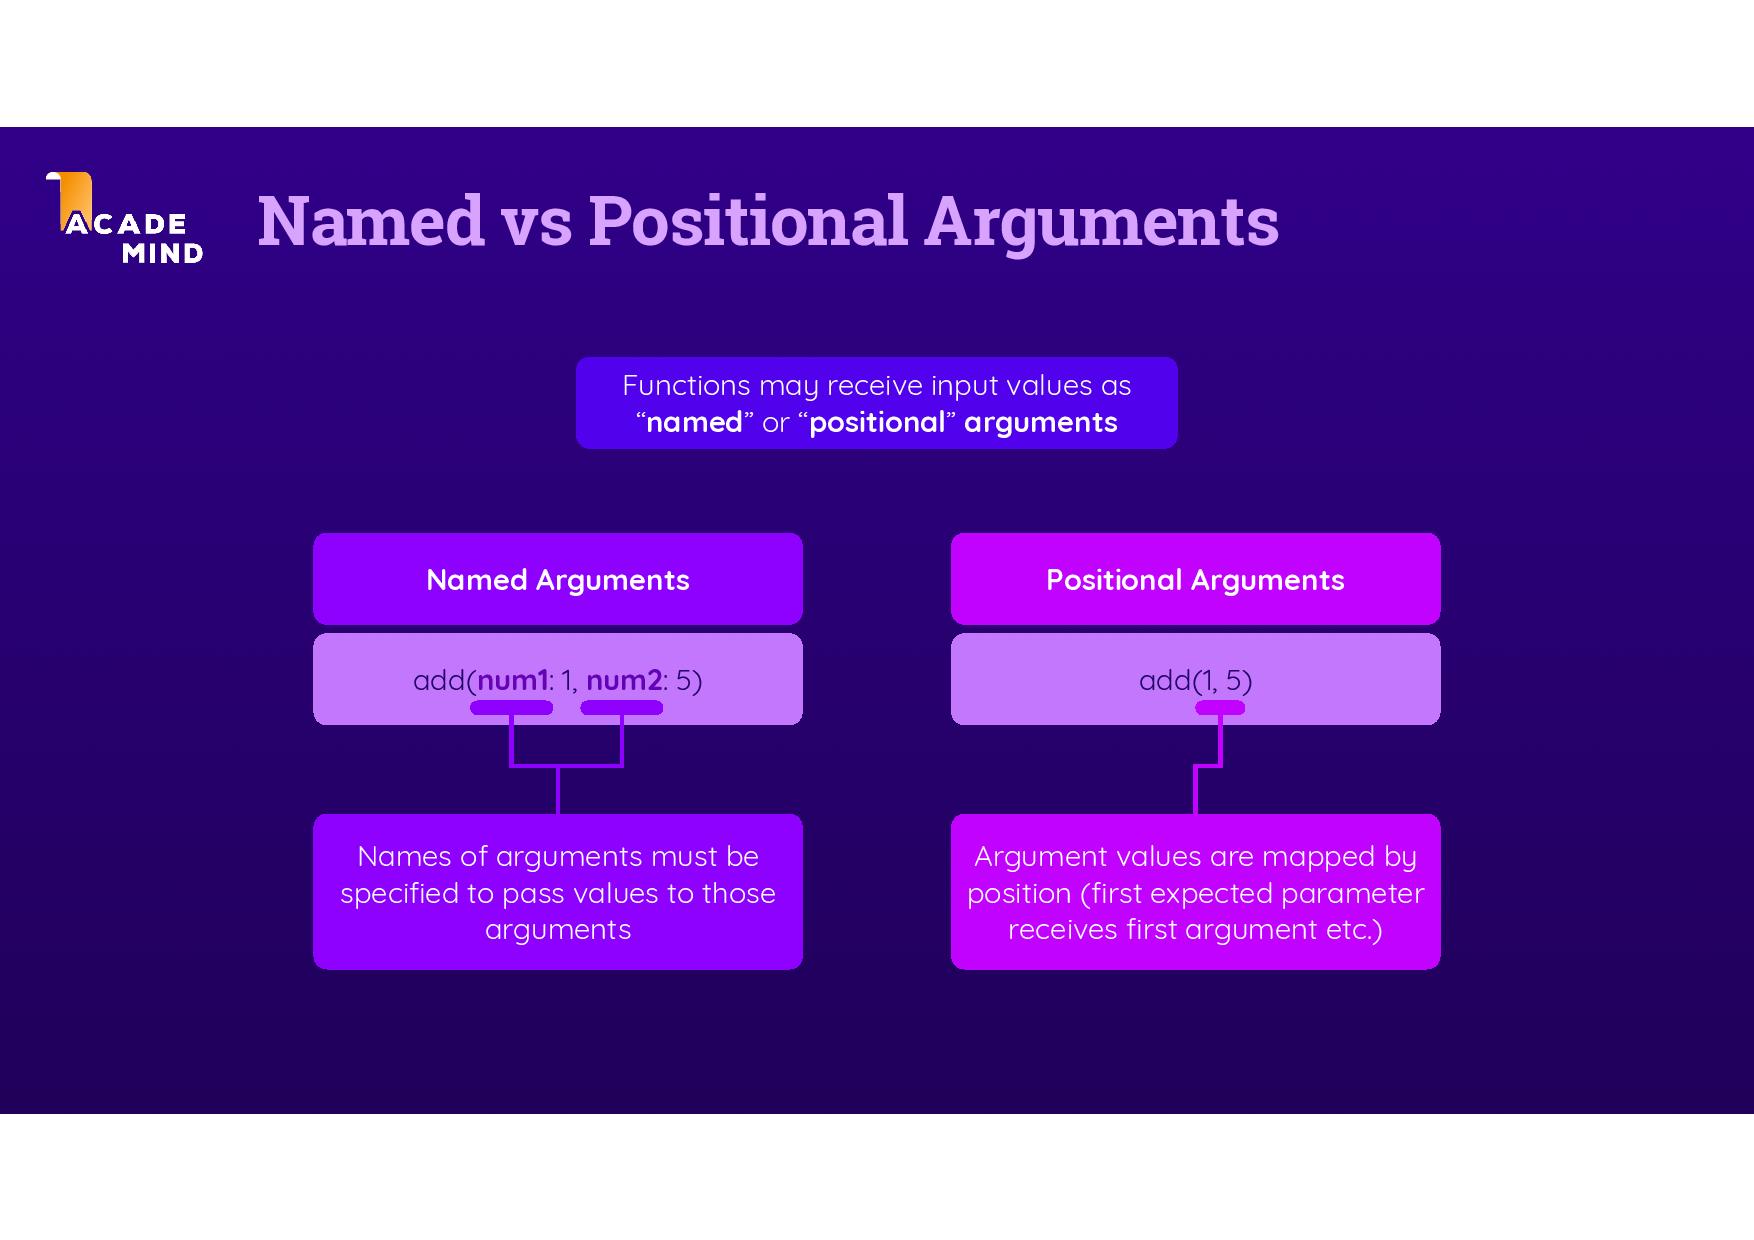 ACADE
MIND
Named vs Positional Arguments
Functions may receive input values as
“named” or “positional” arguments
Named Arguments
add(num1: 1, num2: 5)
Names of arguments must be
specified to pass values to those
arguments
Positional Arguments
add(1, 5)
Argument values are mapped by
position (first expected parameter
receives first argument etc.)